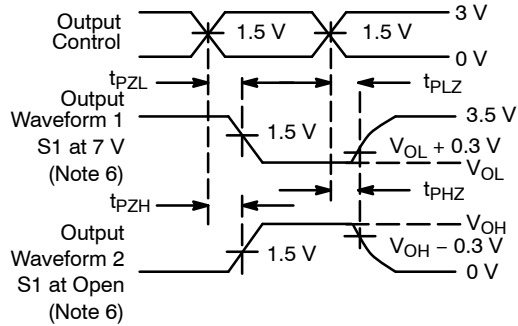 Output
Control
1.5 V
1.5 V
3 V
0 V
tPZL
tPLZ
Output
Waveform 1
S1 at 7 V
(Note 6)
1.5 V
3.5 V
VOL + 0.3 V
VOL
tPZH
tPHZ
Output
Waveform 2
S1 at Open
(Note 6)
1.5 V
VOH
VOH − 0.3 V
0 V